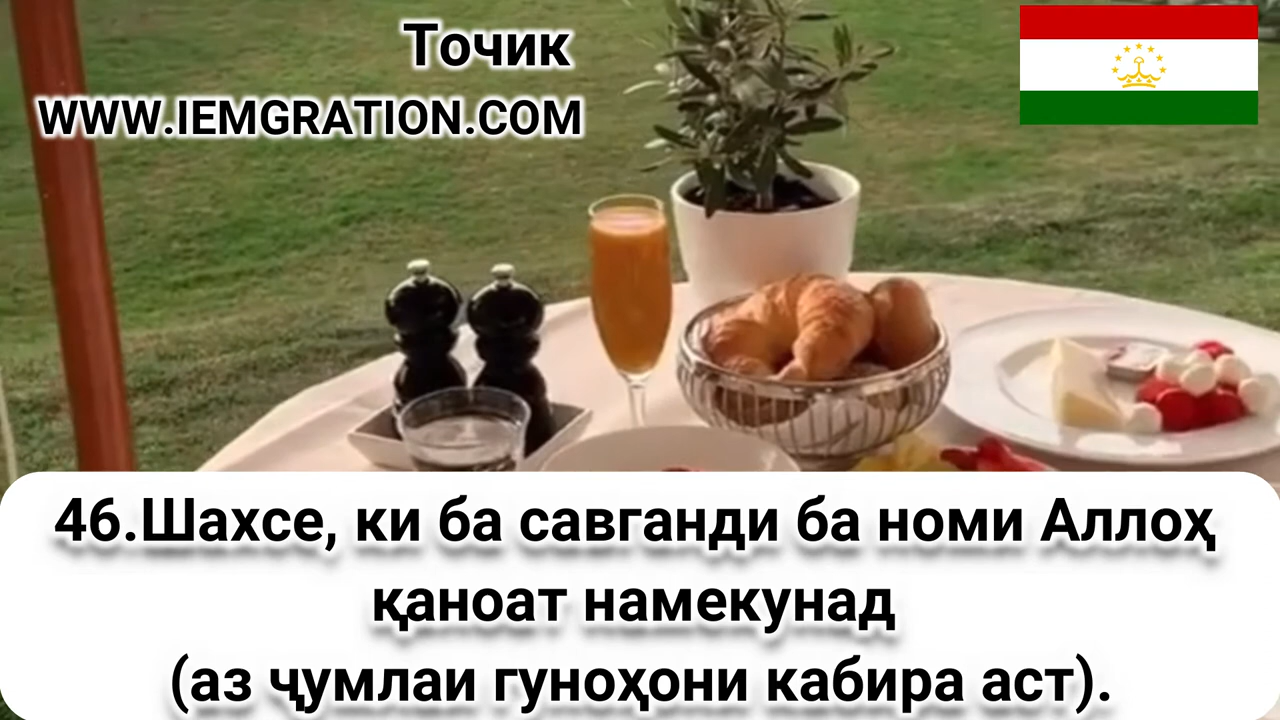 Точик
WWW.IEMGRATION.COM
46.Шахсе, ки ба савганди ба номи Аллоҳ
қаноат намекунад
(аз ҷумлаи гуноҳони кабира аст).